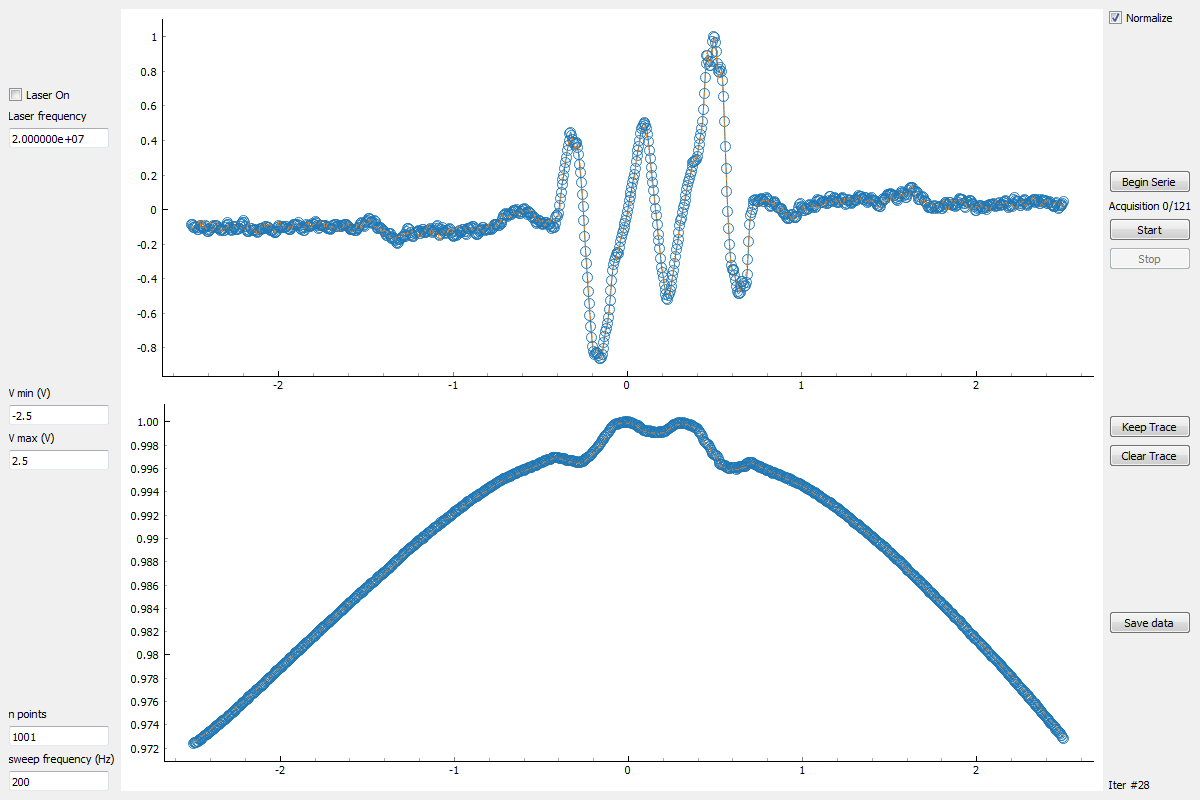 Normalize
Laser On
Laser frequency
2.000000e+07
1
0.8
0.6
0.4
0.2
0
-0.2
-0.4
-0.6
-0.8
-2 -1 0 1 2
Begin Serie
Acquisition 0/121
Start
Stop
V min (V)
-2.5
V max (V)
2.5
1.00
0.998
0.996
0.994
0.992
0.99
0.988
0.986
0.984
0.982
0.98
0.978
0.976
0.974
0.972
-2 -1 0 1 2
Keep Trace
Clear Trace
Save data
n points
1001
sweep frequency (Hz)
200
Iter #28